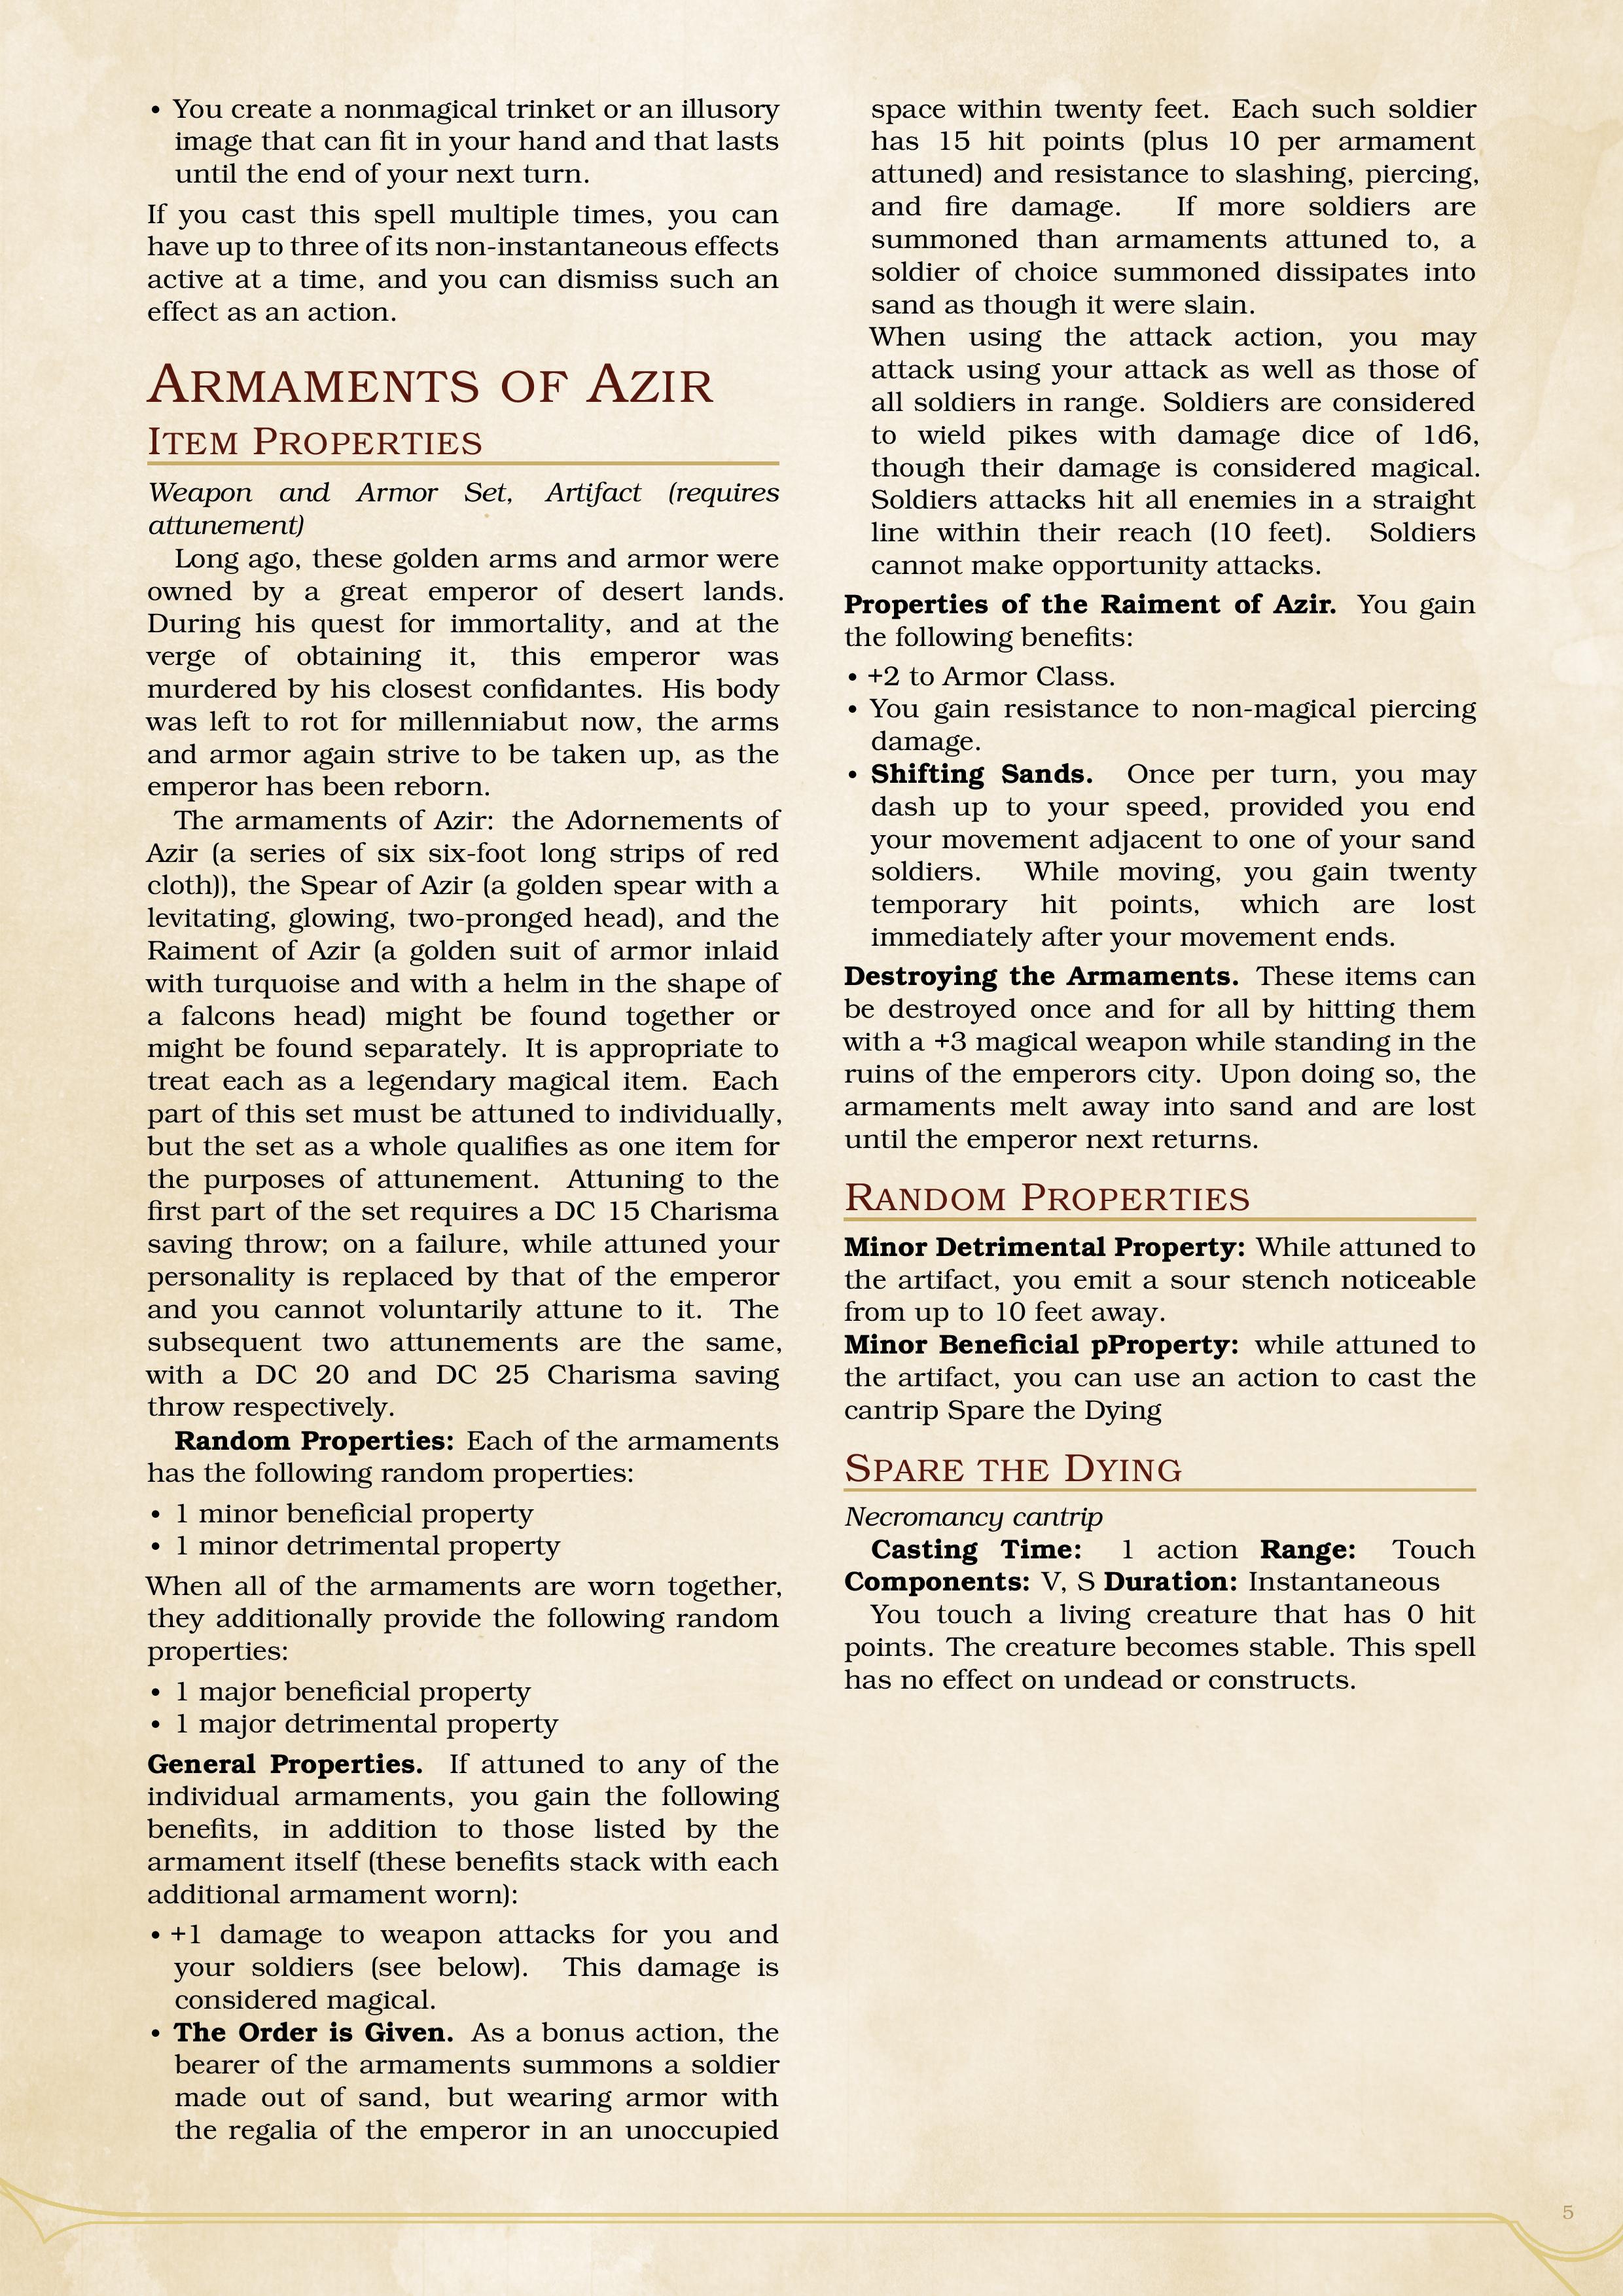 • You create a nonmagical trinket or an illusory
image that can fit in your hand and that lasts
until the end of your next turn.
If you cast this spell multiple times, you can
have up to three of its non-instantaneous effects
active at a time, and you can dismiss such an
effect as an action.
Armaments of Azir
Item Properties
Weapon and Armor Set, Artifact (requires
attunement)
Long ago, these golden arms and armor were
owned by a great emperor of desert lands.
During his quest for immortality, and at the
verge of obtaining it, this emperor was
murdered by his closest confidantes. His body
was left to rot for millenniabut now, the arms
and armor again strive to be taken up, as the
emperor has been reborn.
The armaments of Azir: the Adornements of
Azir (a series of six six-foot long strips of red
cloth)), the Spear of Azir (a golden spear with a
levitating, glowing, two-pronged head), and the
Raiment of Azir (a golden suit of armor inlaid
with turquoise and with a helm in the shape of
a falcons head) might be found together or
might be found separately. It is appropriate to
treat each as a legendary magical item. Each
part of this set must be attuned to individually,
but the set as a whole qualifies as one item for
the purposes of attunement. Attuning to the
first part of the set requires a DC 15 Charisma
saving throw; on a failure, while attuned your
personality is replaced by that of the emperor
and you cannot voluntarily attune to it. The
subsequent two attunements are the same,
with a DC 20 and DC 25 Charisma saving
throw respectively.
Random Properties: Each of the armaments
has the following random properties:
• 1 minor beneficial property
• 1 minor detrimental property
When all of the armaments are worn together,
they additionally provide the following random
properties:
• 1 major beneficial property
• 1 major detrimental property
General Properties. If attuned to any of the
individual armaments, you gain the following
benefits, in addition to those listed by the
armament itself (these benefits stack with each
additional armament worn):
• +1 damage to weapon attacks for you and
your soldiers (see below). This damage is
considered magical.
• The Order is Given. As a bonus action, the
bearer of the armaments summons a soldier
made out of sand, but wearing armor with
the regalia of the emperor in an unoccupied
space within twenty feet. Each such soldier
has 15 hit points (plus 10 per armament
attuned) and resistance to slashing, piercing,
and fire damage. If more soldiers are
summoned than armaments attuned to, a
soldier of choice summoned dissipates into
sand as though it were slain.
When using the attack action, you may
attack using your attack as well as those of
all soldiers in range. Soldiers are considered
to wield pikes with damage dice of 1d6,
though their damage is considered magical.
Soldiers attacks hit all enemies in a straight
line within their reach (10 feet). Soldiers
cannot make opportunity attacks.
Properties of the Raiment of Azir. You gain
the following benefits:
• +2 to Armor Class.
• You gain resistance to non-magical piercing
damage.
• Shifting Sands. Once per turn, you may
dash up to your speed, provided you end
your movement adjacent to one of your sand
soldiers. While moving, you gain twenty
temporary hit points, which are lost
immediately after your movement ends.
Destroying the Armaments. These items can
be destroyed once and for all by hitting them
with a +3 magical weapon while standing in the
ruins of the emperors city. Upon doing so, the
armaments melt away into sand and are lost
until the emperor next returns.
Random Properties
Minor Detrimental Property: While attuned to
the artifact, you emit a sour stench noticeable
from up to 10 feet away.
Minor Beneficial pProperty: while attuned to
the artifact, you can use an action to cast the
cantrip Spare the Dying
Spare the Dying
Necromancy cantrip
Casting Time: 1 action Range: Touch
Components: V, S Duration: Instantaneous
You touch a living creature that has 0 hit
points. The creature becomes stable. This spell
has no effect on undead or constructs.
5